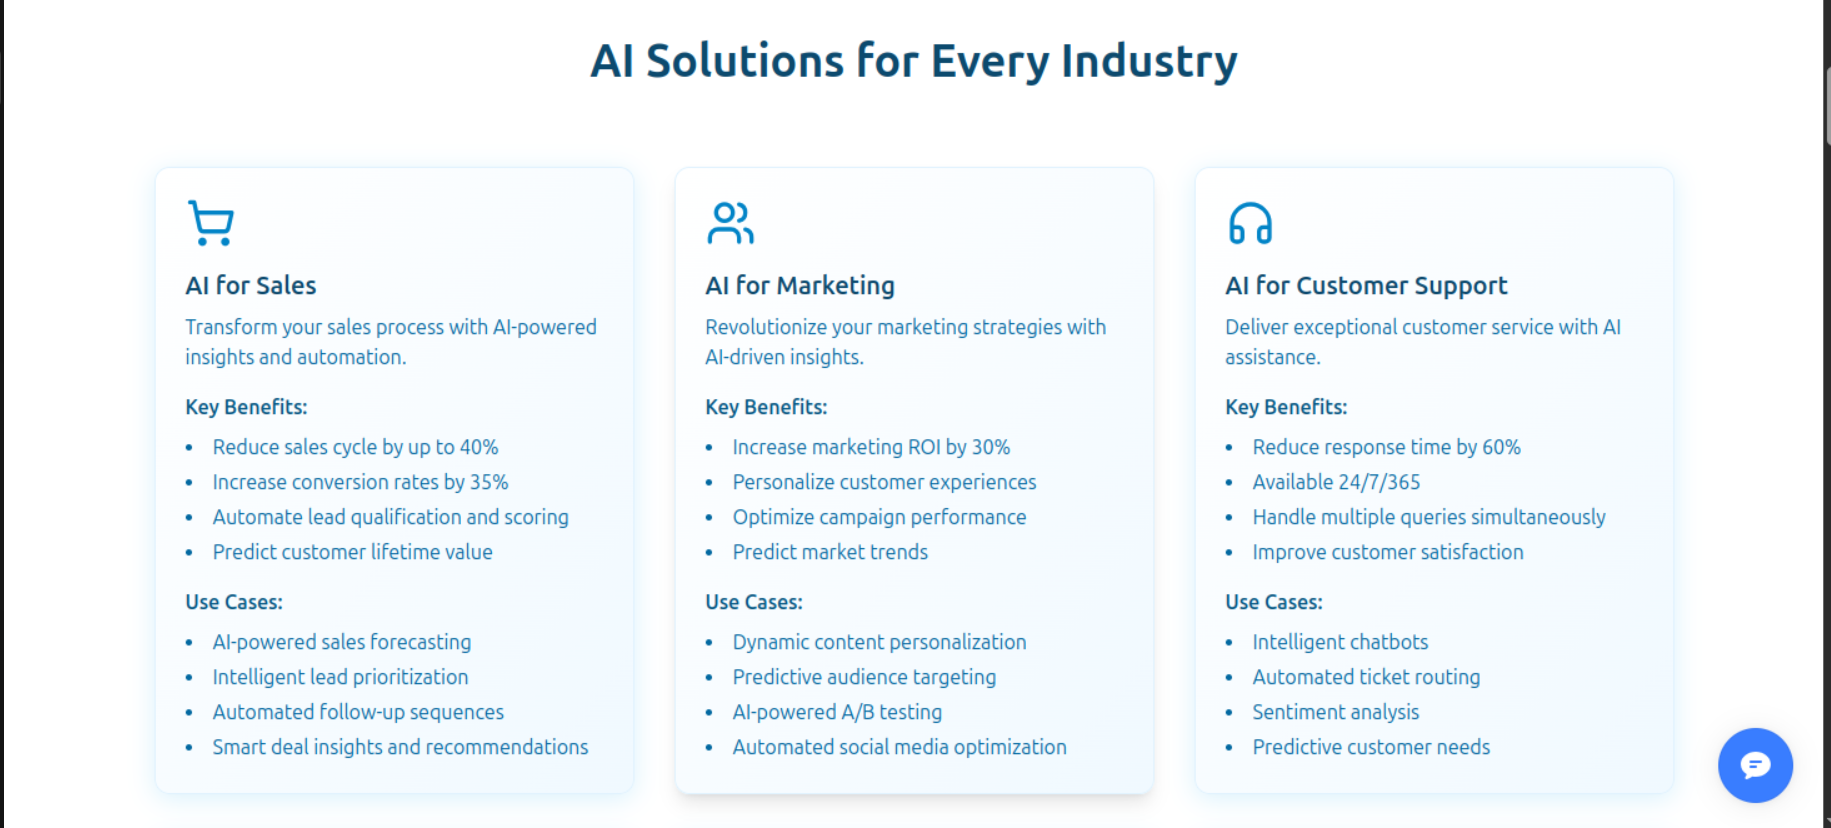 AI Solutions for Every Industry
AI for Sales
Transform your sales process with AI-powered
insights and automation.
Key Benefits:
• Reduce sales cycle by up to 40%
• Increase conversion rates by 35%
• Automate lead qualification and scoring
• Predict customer lifetime value
Use Cases:
• AI-powered sales forecasting
• Intelligent lead prioritization
• Automated follow-up sequences
• Smart deal insights and recommendations
AI for Marketing
Revolutionize your marketing strategies with
AI-driven insights.
Key Benefits:
• Increase marketing ROI by 30%
• Personalize customer experiences
• Optimize campaign performance
• Predict market trends
Use Cases:
• Dynamic content personalization
• Predictive audience targeting
• AI-powered A/B testing
• Automated social media optimization
AI for Customer Support
Deliver exceptional customer service with AI
assistance.
Key Benefits:
• Reduce response time by 60%
• Available 24/7/365
• Handle multiple queries simultaneously
• Improve customer satisfaction
Use Cases:
• Intelligent chatbots
• Automated ticket routing
• Sentiment analysis
• Predictive customer needs